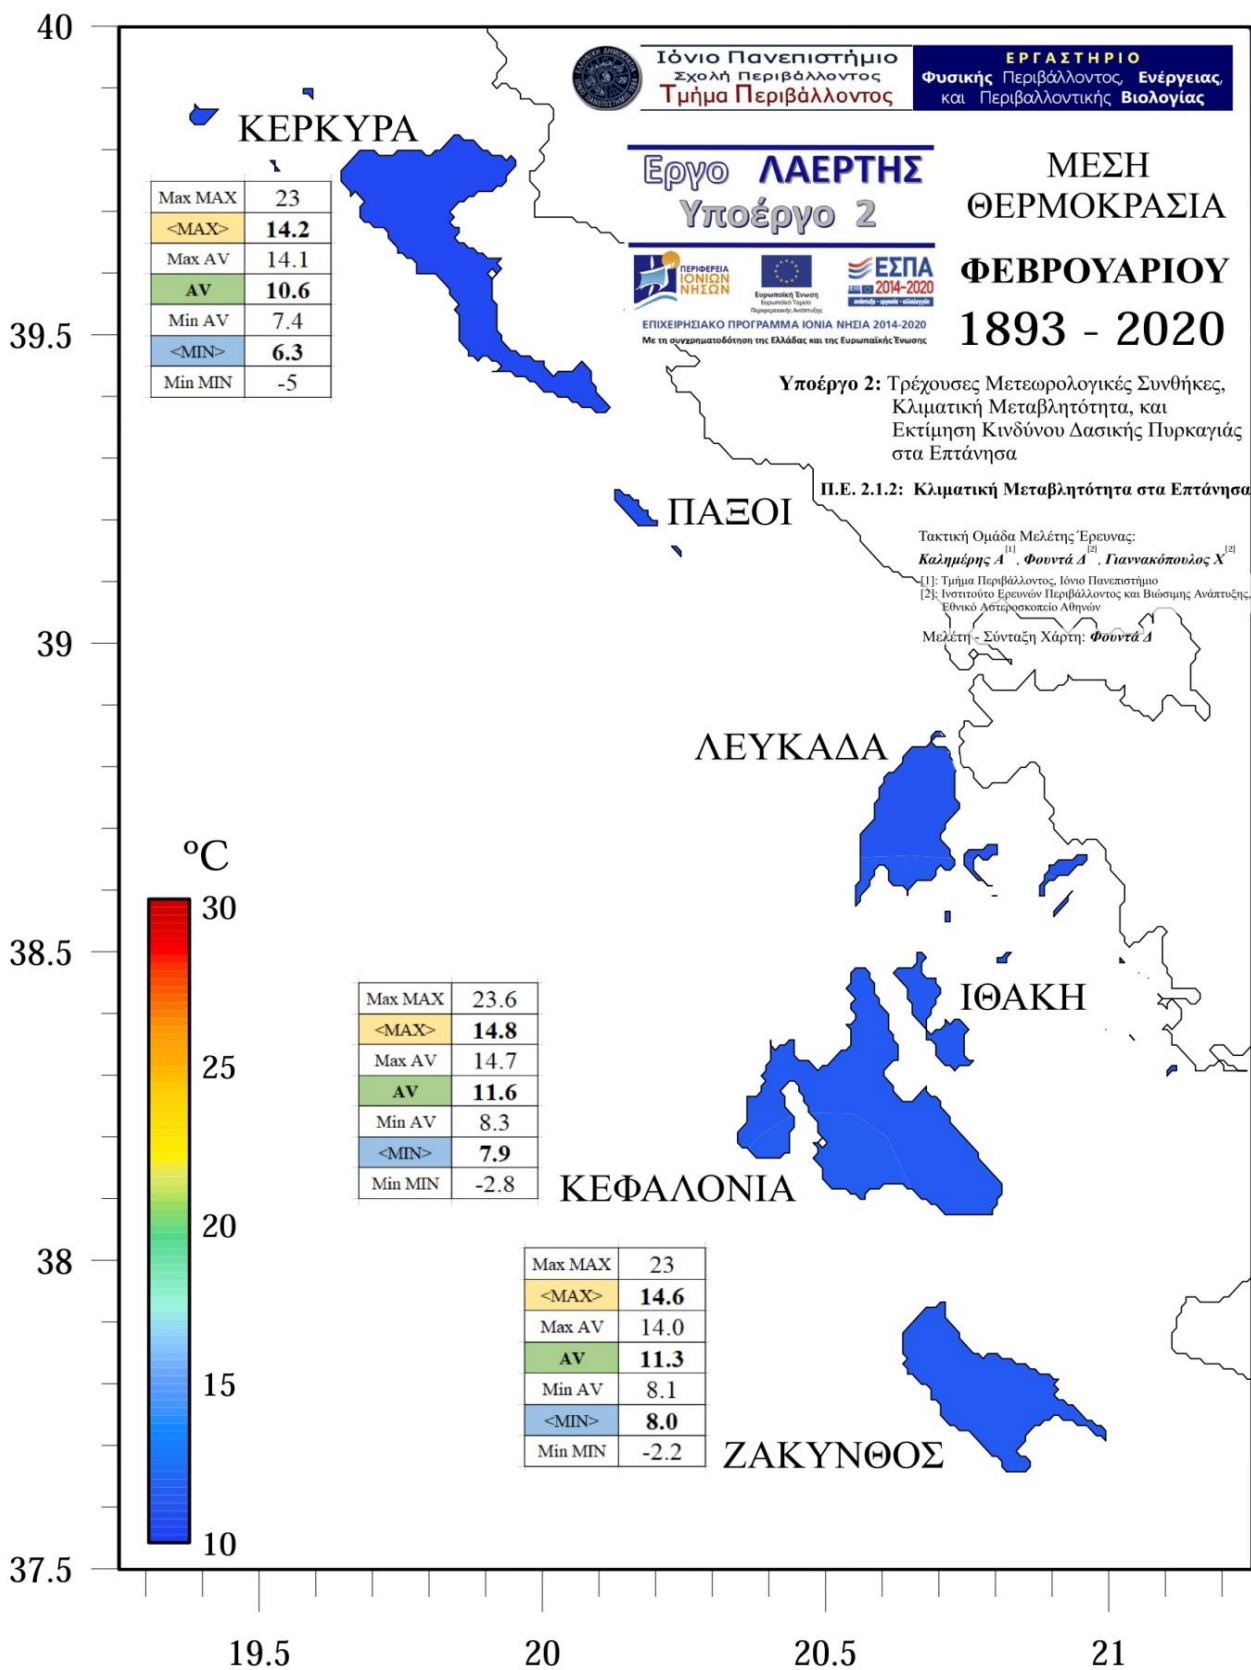 40
Ιόνιο Πανεπιστήμιο
Σχολή Περιβάλλοντος
Τμήμα Περιβάλλοντος
ΕΡΓΑΣΤΗΡΙΟ
Φυσικής Περιβάλλοντος, Ενέργειας,
και Περιβαλλοντικής Βιολογίας
Έργο ΛΑΕΡΤΗΣ
Υποέργο 2
ΠΕΡΙΦΕΡΕΙΑ
ΙΟΝΙΩΝ
ΝΗΣΩΝ
Ευρωπαϊκή Ένωση
Ευρωπαϊκό Ταμείο
Περιφερειακής Ανάπτυξης
ΕΣΠΑ
2014-2020
ανάπτυξη - εργασία - αλληλεγγύη
ΕΠΙΧΕΙΡΗΣΙΑΚΟ ΠΡΟΓΡΑΜΜΑ ΙΟΝΙΑ ΝΗΣΙΑ 2014-2020
Με τη συγχρηματοδότηση της Ελλάδας και της Ευρωπαϊκής Ένωσης
ΜΕΣΗ
ΘΕΡΜΟΚΡΑΣΙΑ
ΦΕΒΡΟΥΑΡΙΟΥ
1893 - 2020
Υποέργο 2: Τρέχουσες Μετεωρολογικές Συνθήκες,
Κλιματική Μεταβλητότητα, και
Εκτίμηση Κινδύνου Δασικής Πυρκαγιάς
στα Επτάνησα
Π.Ε. 2.1.2: Κλιματική Μεταβλητότητα στα Επτάνησα
Τακτική Ομάδα Μελέτης Έρευνας:
Καλημέρης Α [1], Φουντά Δ [2], Γιαννακόπουλος Χ [2]
[1]: Τμήμα Περιβάλλοντος, Ιόνιο Πανεπιστήμιο
[2]: Ινστιτούτο Ερευνών Περιβάλλοντος και Βιώσιμης Ανάπτυξης,
Εθνικό Αστεροσκοπείο Αθηνών
Μελέτη - Σύνταξη Χάρτη: Φουντά Δ
ΚΕΡΚΥΡΑ
Max MAX 23
<MAX> 14.2
Max AV 14.1
AV 10.6
Min AV 7.4
<MIN> 6.3
Min MIN -5
39.5
ΠΑΞΟΙ
39
ΛΕΥΚΑΔΑ
38.5
ΙΘΑΚΗ
°C
30
25
20
15
10
Max MAX 23.6
<MAX> 14.8
Max AV 14.7
AV 11.6
Min AV 8.3
<MIN> 7.9
Min MIN -2.8
ΚΕΦΑΛΟΝΙΑ
38
Max MAX 23
<MAX> 14.6
Max AV 14.0
AV 11.3
Min AV 8.1
<MIN> 8.0
Min MIN -2.2
ΖΑΚΥΝΘΟΣ
37.5
19.5 20 20.5 21